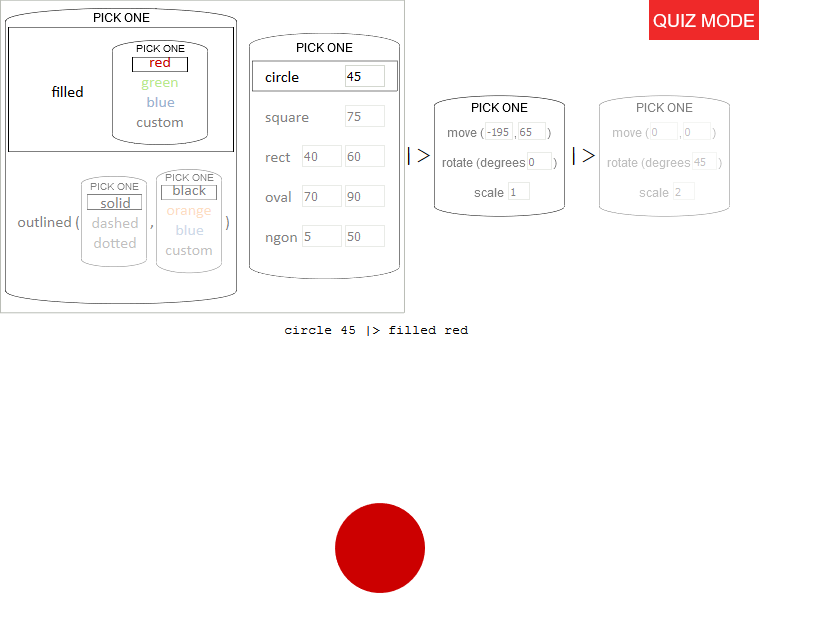 PICK ONE
QUIZ MODE
filled
PICK ONE
red
green
blue
custom
outlined (
PICK ONE
solid
dashed
dotted
,
PICK ONE
black
orange
blue
custom
)
PICK ONE
circle 45
square 75
rect 40 60
oval 70 90
ngon 5 50
|>
PICK ONE
move (-195,65)
rotate (degrees 0)
scale 1
|>
PICK ONE
move (0,0)
rotate (degrees 45)
scale 2
circle 45 |> filled red